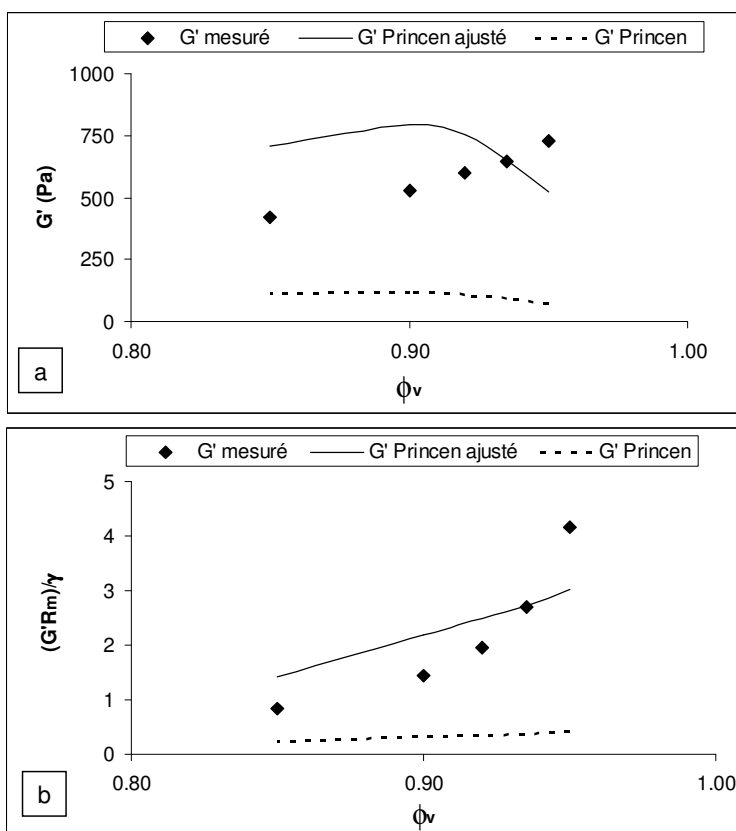 G' mesuré G' Princen ajusté G' Princen
1000
750
500
250
0
G' (Pa)
0.80 0.90 1.00
ϕv
a
G' mesuré G' Princen ajusté G' Princen
5
4
3
2
1
0
(G'Rm)/γ
0.80 0.90 1.00
ϕv
b